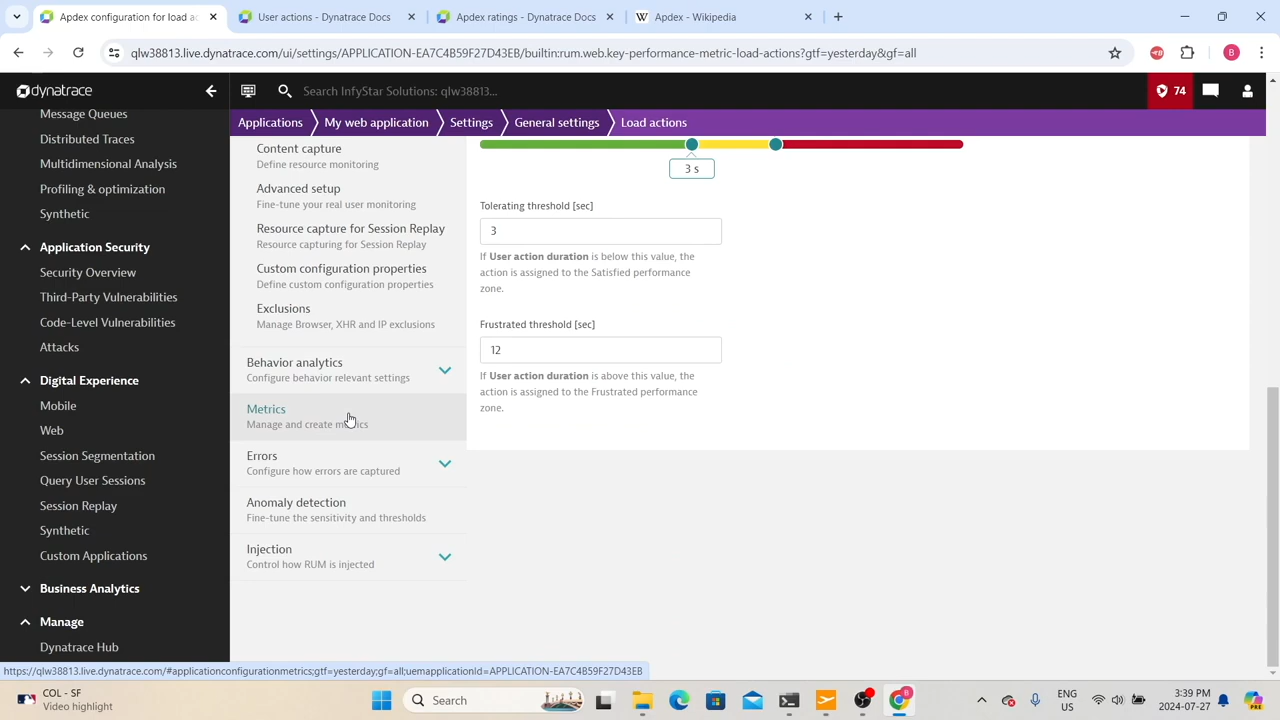 Apdex configuration for load ac
User actions - Dynatrace Docs
Apdex ratings - Dynatrace Docs
W Apdex - Wikipedia
qlw38813.live.dynatrace.com/ui/settings/APPLICATION-EA7C4B59F27D43EB/builtin:rum.web.key-performance-metric-load-actions?gtf=yesterday&gf=all
B
dynatrace
Search InfyStar Solutions: qlw38813...
74
Applications
My web application
Settings
General settings
Load actions
Message Queues
Distributed Traces
Multidimensional Analysis
Profiling & optimization
Synthetic
Application Security
Security Overview
Third-Party Vulnerabilities
Code-Level Vulnerabilities
Attacks
Digital Experience
Mobile
Web
Session Segmentation
Query User Sessions
Session Replay
Synthetic
Custom Applications
Business Analytics
Manage
Dynatrace Hub
Content capture
Define resource monitoring
Advanced setup
Fine-tune your real user monitoring
Resource capture for Session Replay
Resource capturing for Session Replay
Custom configuration properties
Define custom configuration properties
Exclusions
Manage Browser, XHR and IP exclusions
Behavior analytics
Configure behavior relevant settings
Metrics
Manage and create metrics
Errors
Configure how errors are captured
Anomaly detection
Fine-tune the sensitivity and thresholds
Injection
Control how RUM is injected
3 s
Tolerating threshold [sec]
3
If User action duration is below this value, the
action is assigned to the Satisfied performance
zone.
Frustrated threshold [sec]
12
If User action duration is above this value, the
action is assigned to the Frustrated performance
zone.
https://qlw38813.live.dynatrace.com/#applicationconfigurationmetrics;gtf=yesterday;gf=all;uemapplicationId=APPLICATION-EA7C4B59F27D43EB
COL - SF
Video highlight
Search
ENG
US
3:39 PM
2024-07-27